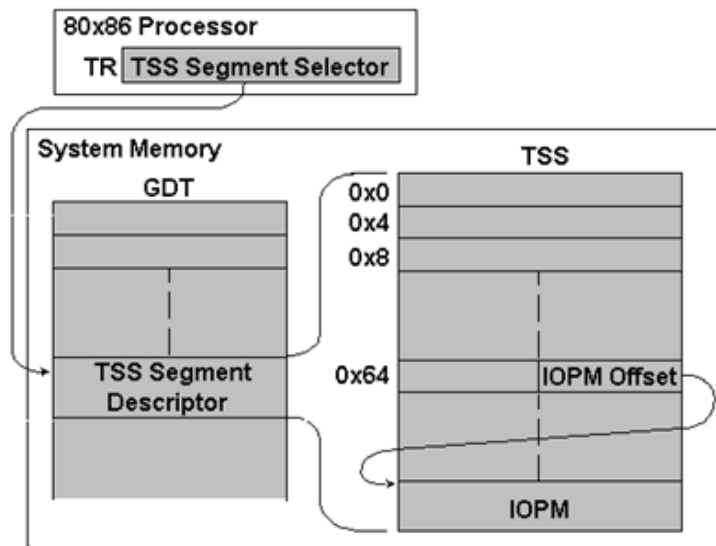 80x86 Processor
TR TSS Segment Selector
System Memory
GDT
TSS Segment
Descriptor
TSS
0x0
0x4
0x8
0x64
IOPM Offset
IOPM